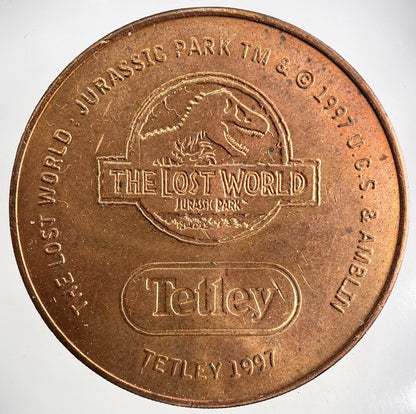 THE LOST WORLD : JURASSIC PARK TM & © 1997 U.C.S. & AMBLIN
THE LOST WORLD
JURASSIC PARK
Tetley
TETLEY 1997